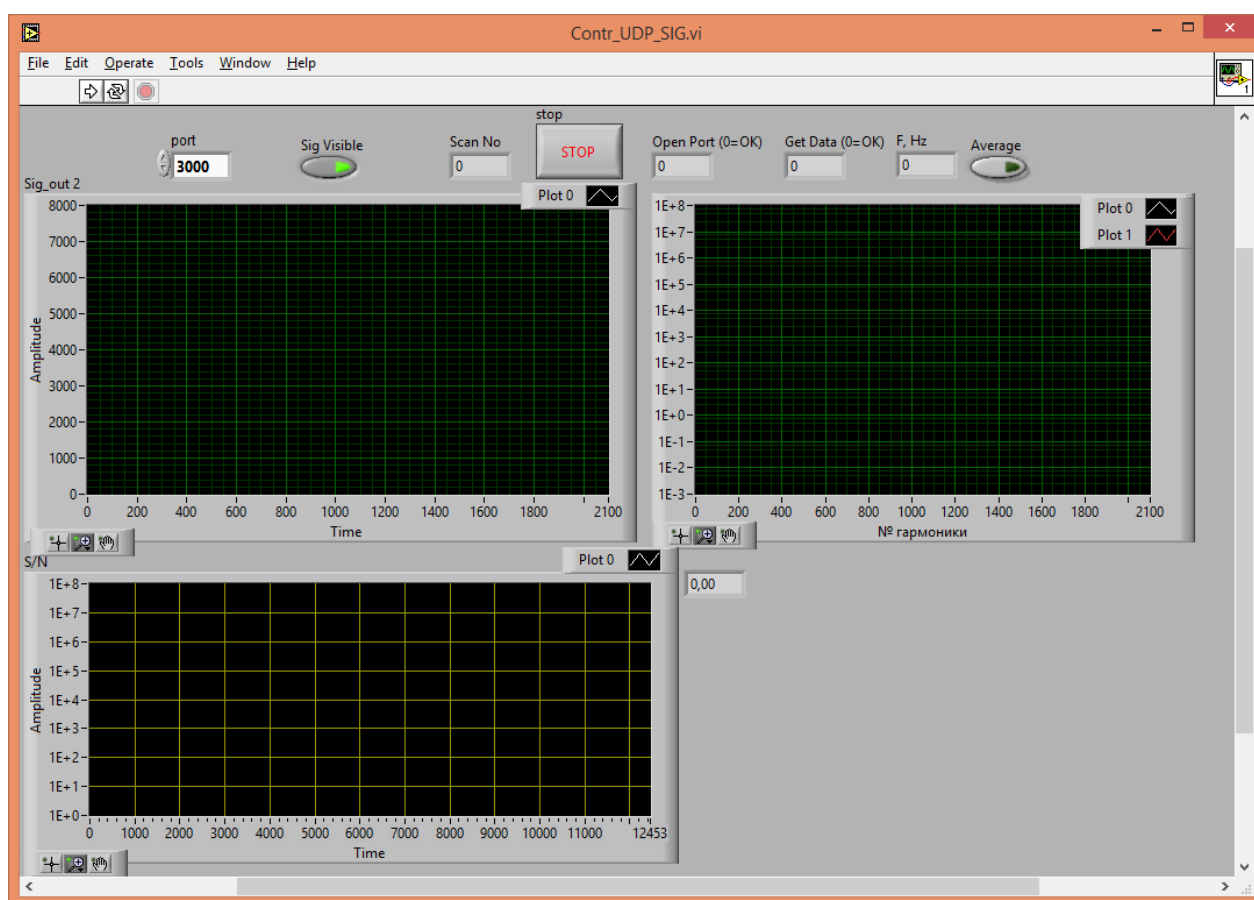 Contr_UDP_SIG.vi
File Edit Operate Tools Window Help
1
stop
port
3000
Sig Visible
Scan No
0
STOP
Open Port (0=OK)
0
Get Data (0=OK)
0
F, Hz
0
Average
Sig_out 2
Plot 0
8000
7000
6000
5000
4000
3000
2000
1000
0
Amplitude
0 200 400 600 800 1000 1200 1400 1600 1800 2100
Time
Plot 0
Plot 1
1E+8
1E+7
1E+6
1E+5
1E+4
1E+3
1E+2
1E+1
1E+0
1E-1
1E-2
1E-3
0 200 400 600 800 1000 1200 1400 1600 1800 2100
№ гармоники
S/N
Plot 0
1E+8
1E+7
1E+6
1E+5
1E+4
1E+3
1E+2
1E+1
1E+0
Amplitude
0 1000 2000 3000 4000 5000 6000 7000 8000 9000 10000 11000 12453
Time
0,00